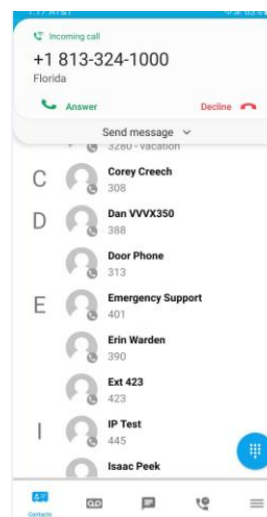 Incoming call
+1 813-324-1000
Florida
Answer
Decline
Send message
3280 - vacation
C
Corey Creech
308
D
Dan VVVX350
388
Door Phone
313
E
Emergency Support
401
Erin Warden
390
Ext 423
423
I
IP Test
445
Isaac Peek
Contacts